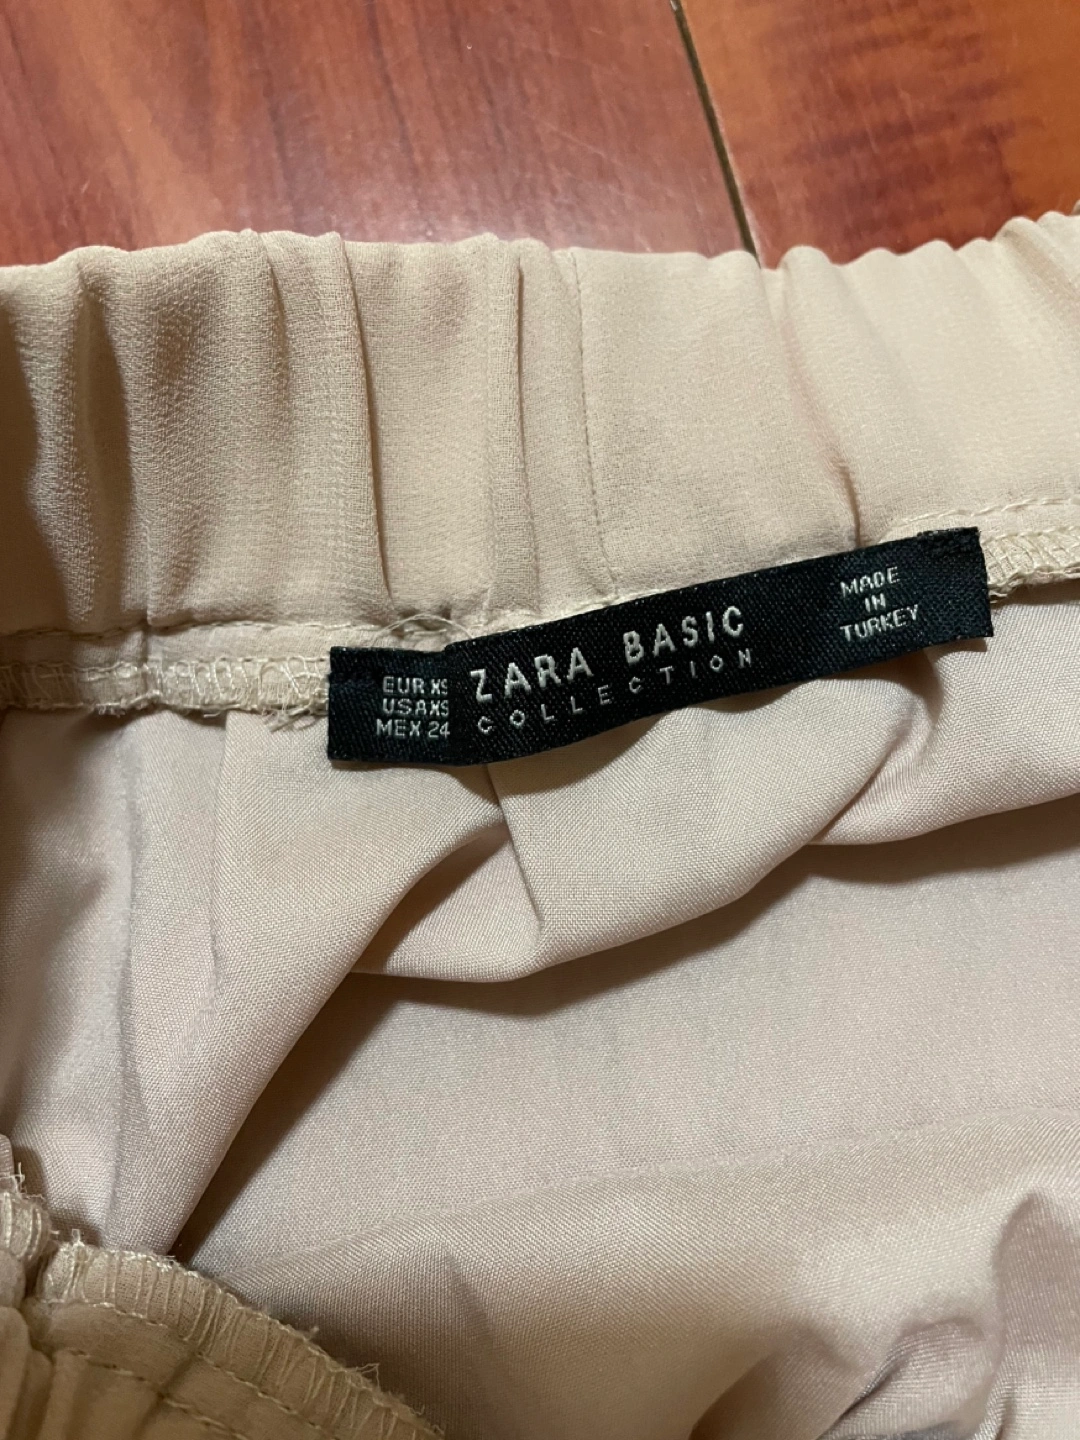 EUR XS
USA XS
MEX 24
ZARA BASIC
COLLECTION
MADE
IN
TURKEY